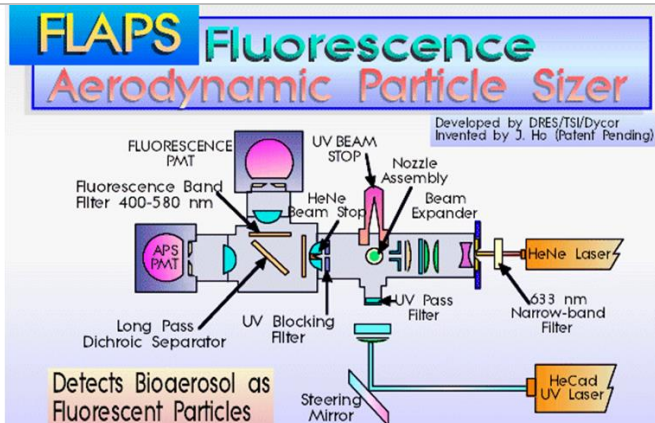 FLAPS Fluorescence
Aerodynamic Particle Sizer
Developed by DRES/TSI/Dycor
Invented by J. Ho (Patent Pending)
FLUORESCENCE
PMT
UV BEAM
STOP
Nozzle
Assembly
Fluorescence Band
Filter 400-580 nm
HeNe
Beam Stop
Beam
Expander
APS
PMT
HeNe Laser
Long Pass
Dichroic Separator
UV Blocking
Filter
UV Pass
Filter
633 nm
Narrow-band
Filter
Detects Bioaerosol as
Fluorescent Particles
Steering
Mirror
HeCad
UV Laser